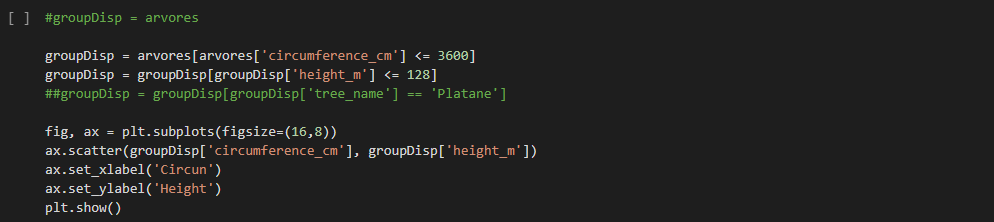 [ ] #groupDisp = arvores
groupDisp = arvores[arvores['circumference_cm'] <= 3600]
groupDisp = groupDisp[groupDisp['height_m'] <= 128]
##groupDisp = groupDisp[groupDisp['tree_name'] == 'Platane']
fig, ax = plt.subplots(figsize=(16,8))
ax.scatter(groupDisp['circumference_cm'], groupDisp['height_m'])
ax.set_xlabel('Circun')
ax.set_ylabel('Height')
plt.show()